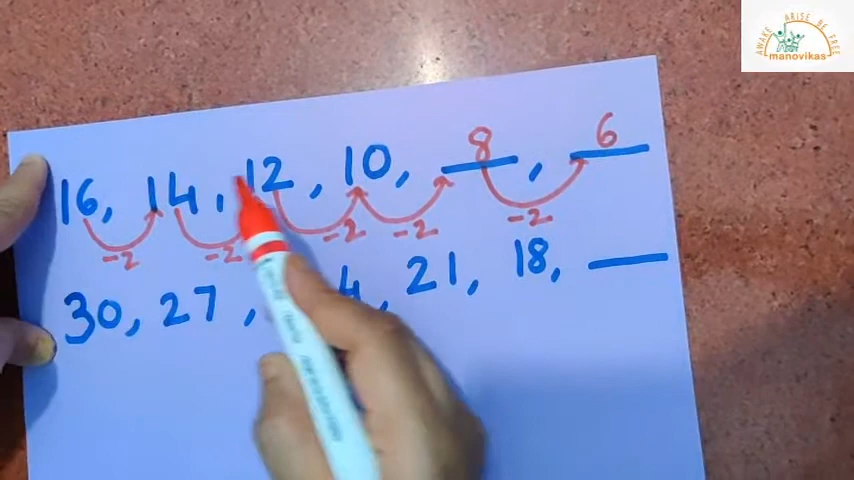 AWAKE ARISE BE FREE
manovikas
16, 14, 12, 10, 8, 6
-2 -2 -2 -2 -2
30, 27, 4, 21, 18, __